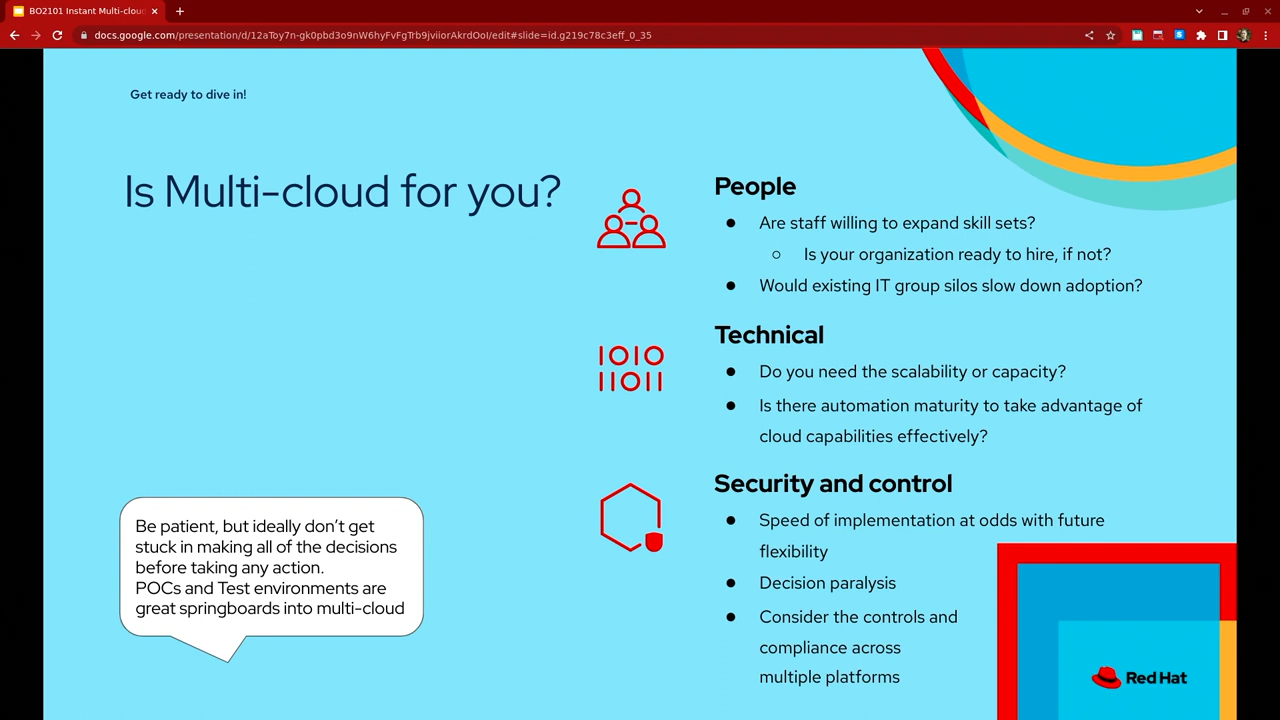 BO2101 Instant Multi-clou
docs.google.com/presentation/d/12aToy7n-gk0pbd3o9nW6hyFvFgTrb9jviiorAkrdOoI/edit#slide=id.g219c78c3eff_0_35
Get ready to dive in!
Is Multi-cloud for you?
People
● Are staff willing to expand skill sets?
○ Is your organization ready to hire, if not?
● Would existing IT group silos slow down adoption?
1010
11011
Technical
● Do you need the scalability or capacity?
● Is there automation maturity to take advantage of
cloud capabilities effectively?
Security and control
● Speed of implementation at odds with future
flexibility
● Decision paralysis
● Consider the controls and
compliance across
multiple platforms
Be patient, but ideally don't get
stuck in making all of the decisions
before taking any action.
POCs and Test environments are
great springboards into multi-cloud
Red Hat